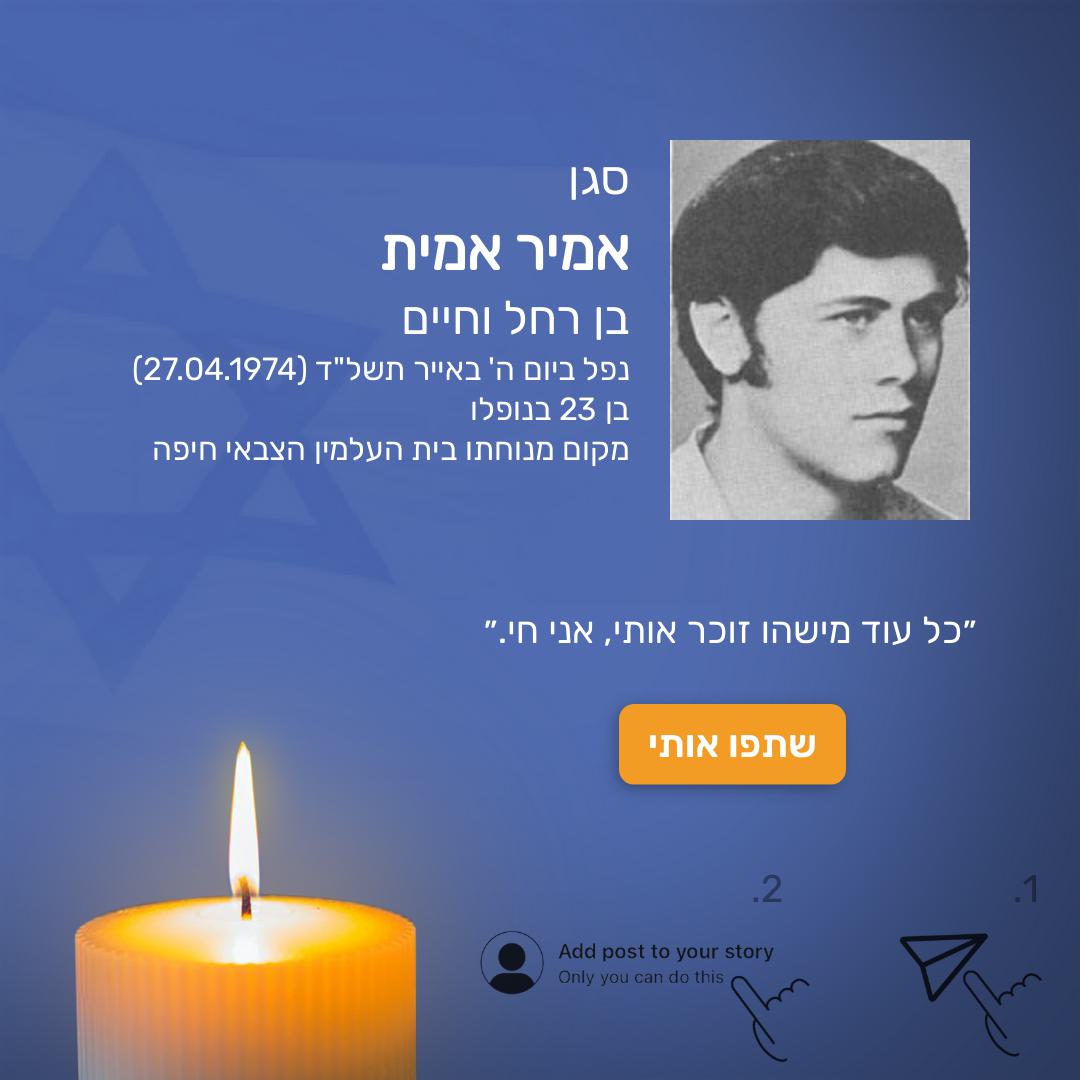 סגן
אמיר אמית
בן רחל וחיים
נפל ביום ה' באייר תשל"ד (27.04.1974)
בן 23 בנופלו
מקום מנוחתו בית העלמין הצבאי חיפה
״כל עוד מישהו זוכר אותי, אני חי.״
שתפו אותי
.1
.2
Add post to your story
Only you can do this